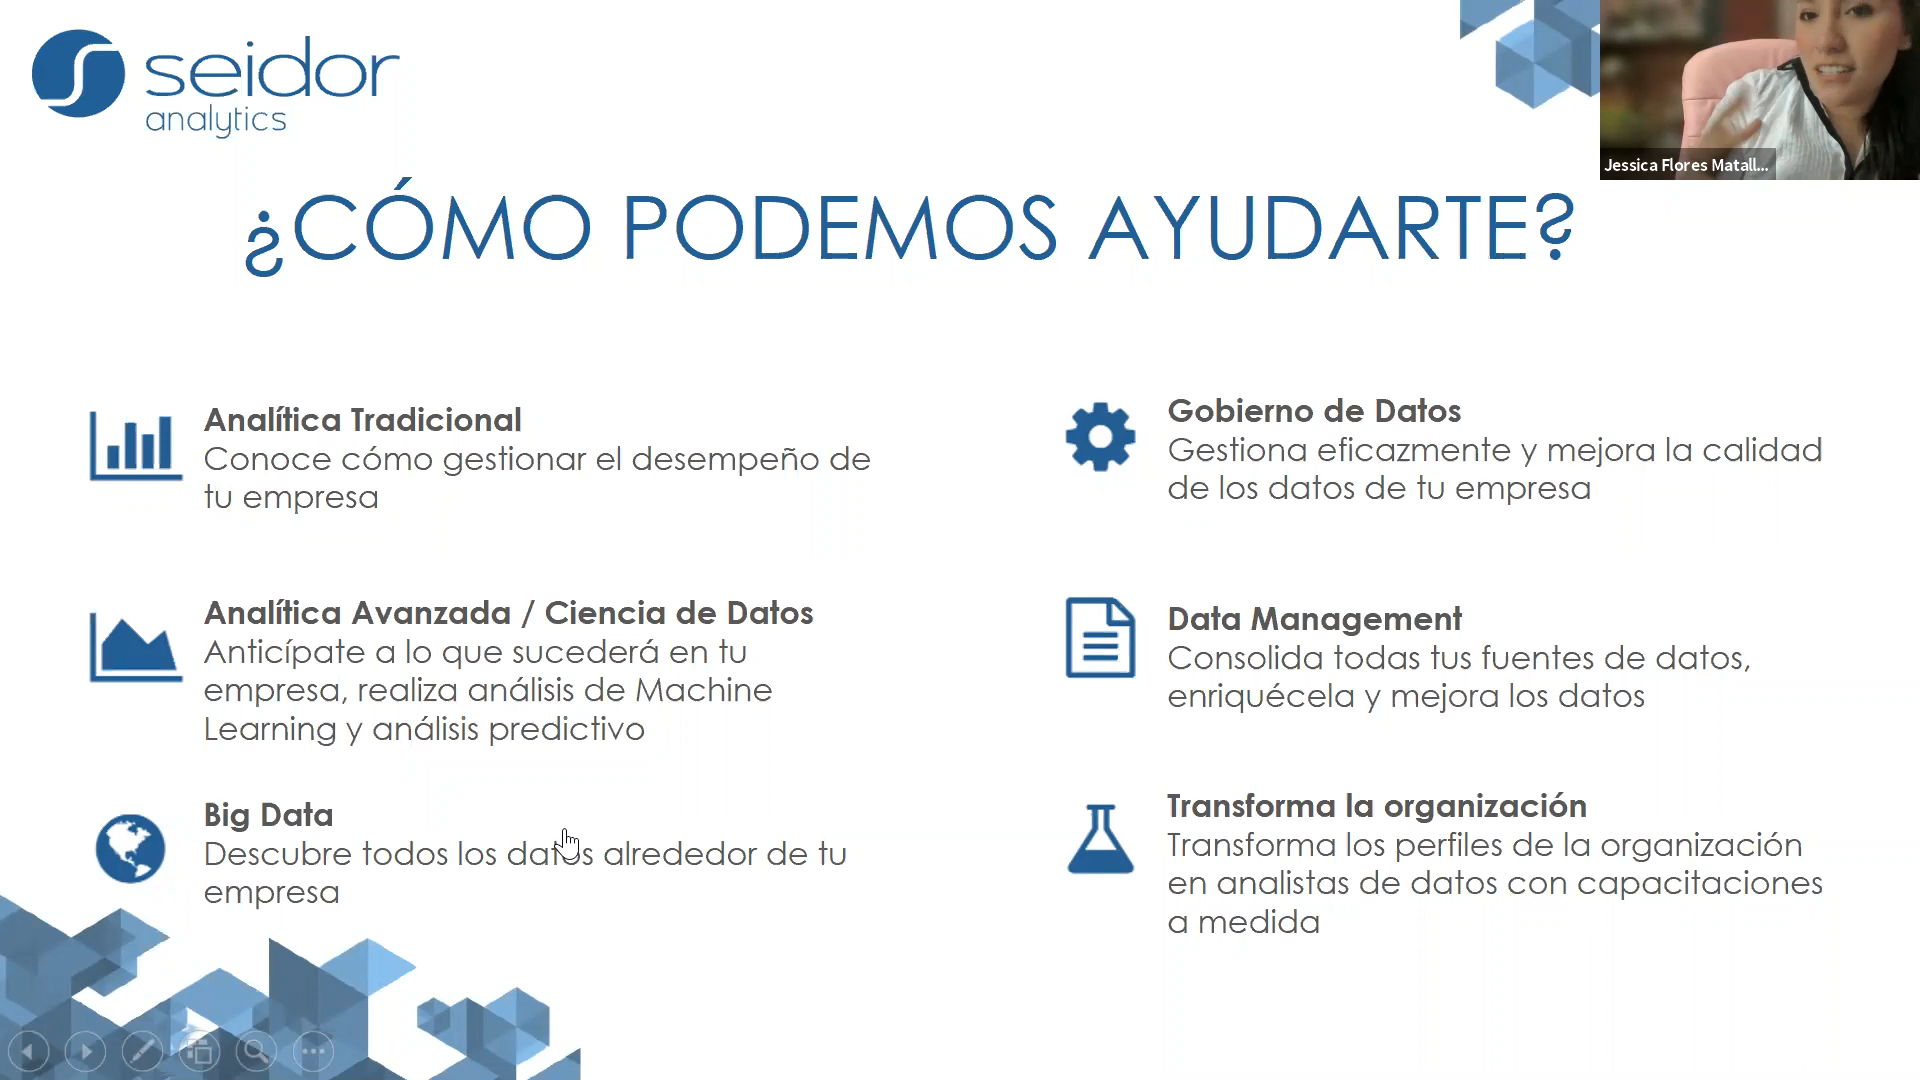 seidor
analytics
Jessica Flores Matall...
¿CÓMO PODEMOS AYUDARTE?
Analítica Tradicional
Conoce cómo gestionar el desempeño de
tu empresa
Analítica Avanzada / Ciencia de Datos
Anticípate a lo que sucederá en tu
empresa, realiza análisis de Machine
Learning y análisis predictivo
Big Data
Descubre todos los datos alrededor de tu
empresa
Gobierno de Datos
Gestiona eficazmente y mejora la calidad
de los datos de tu empresa
Data Management
Consolida todas tus fuentes de datos,
enriquécela y mejora los datos
Transforma la organización
Transforma los perfiles de la organización
en analistas de datos con capacitaciones
a medida